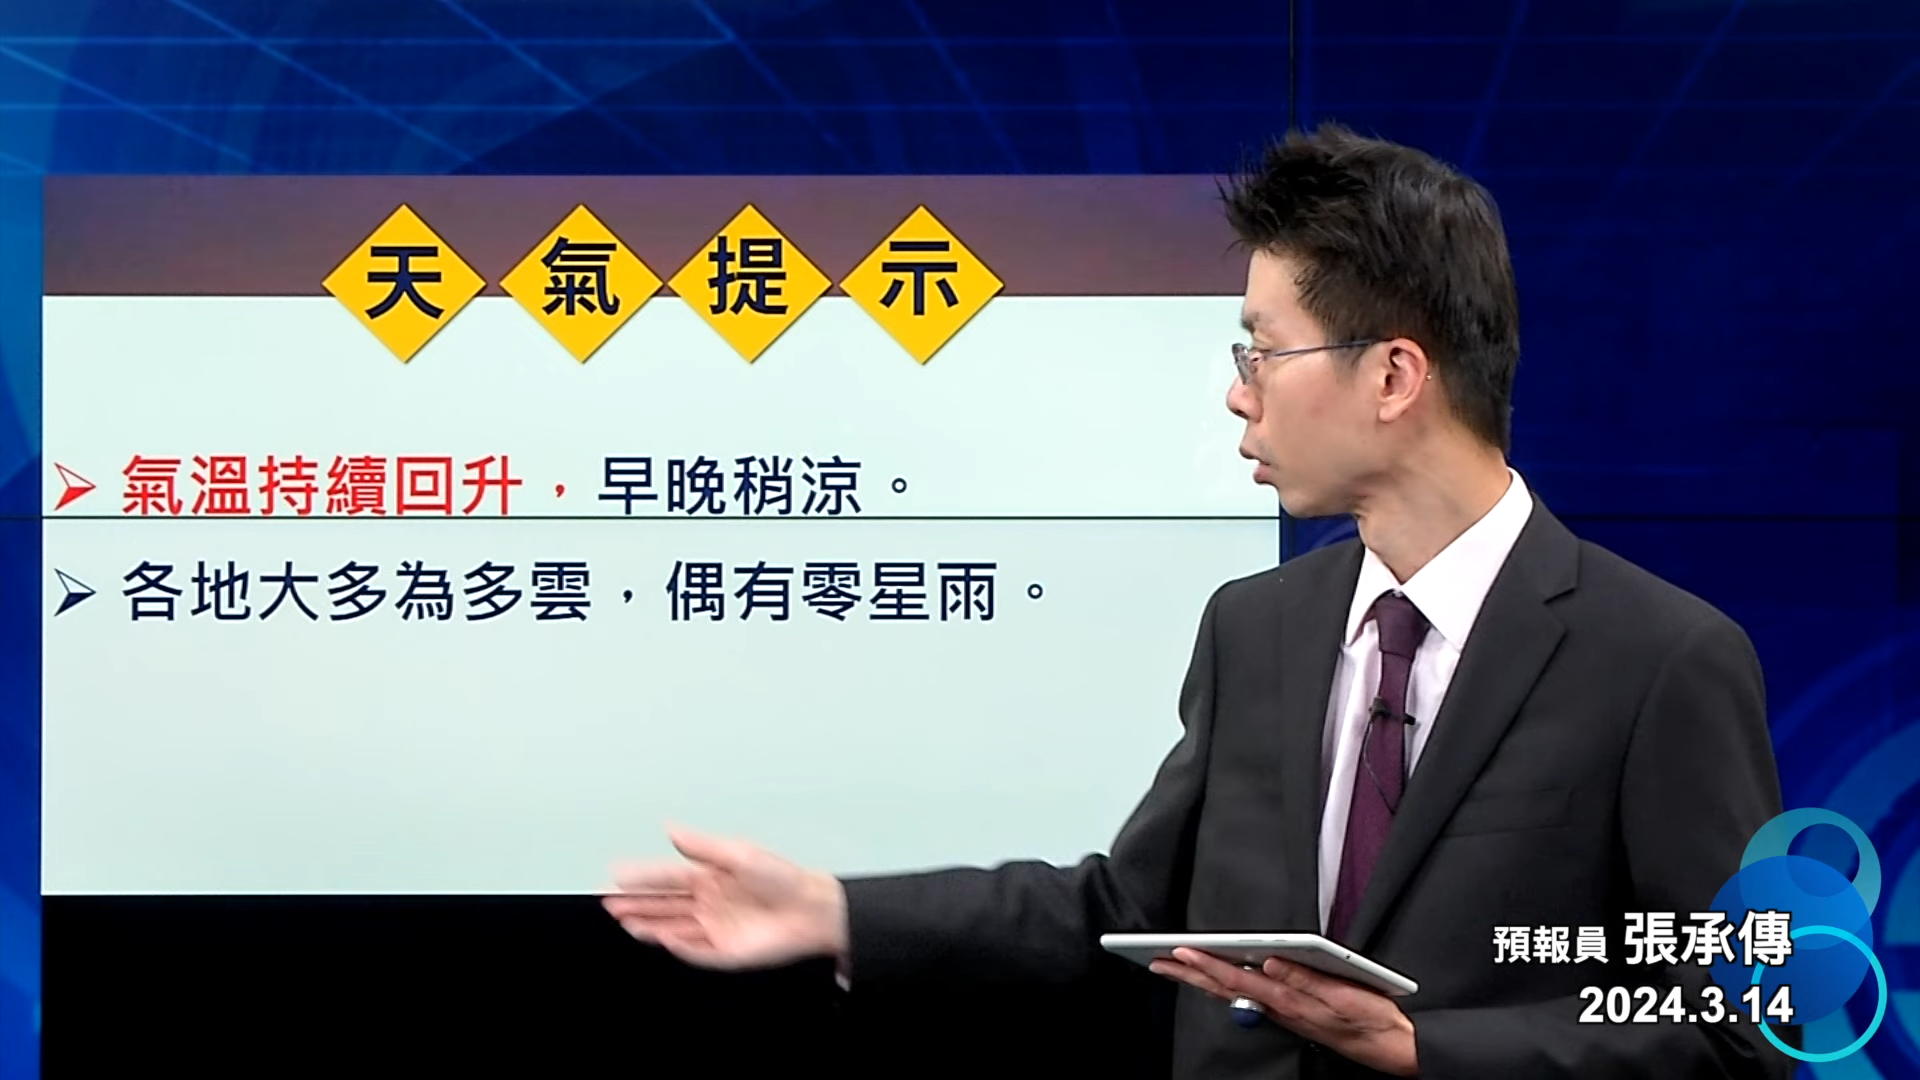 天氣提示
氣溫持續回升，早晚稍涼。
各地大多為多雲，偶有零星雨。
預報員 張承傳
2024.3.14